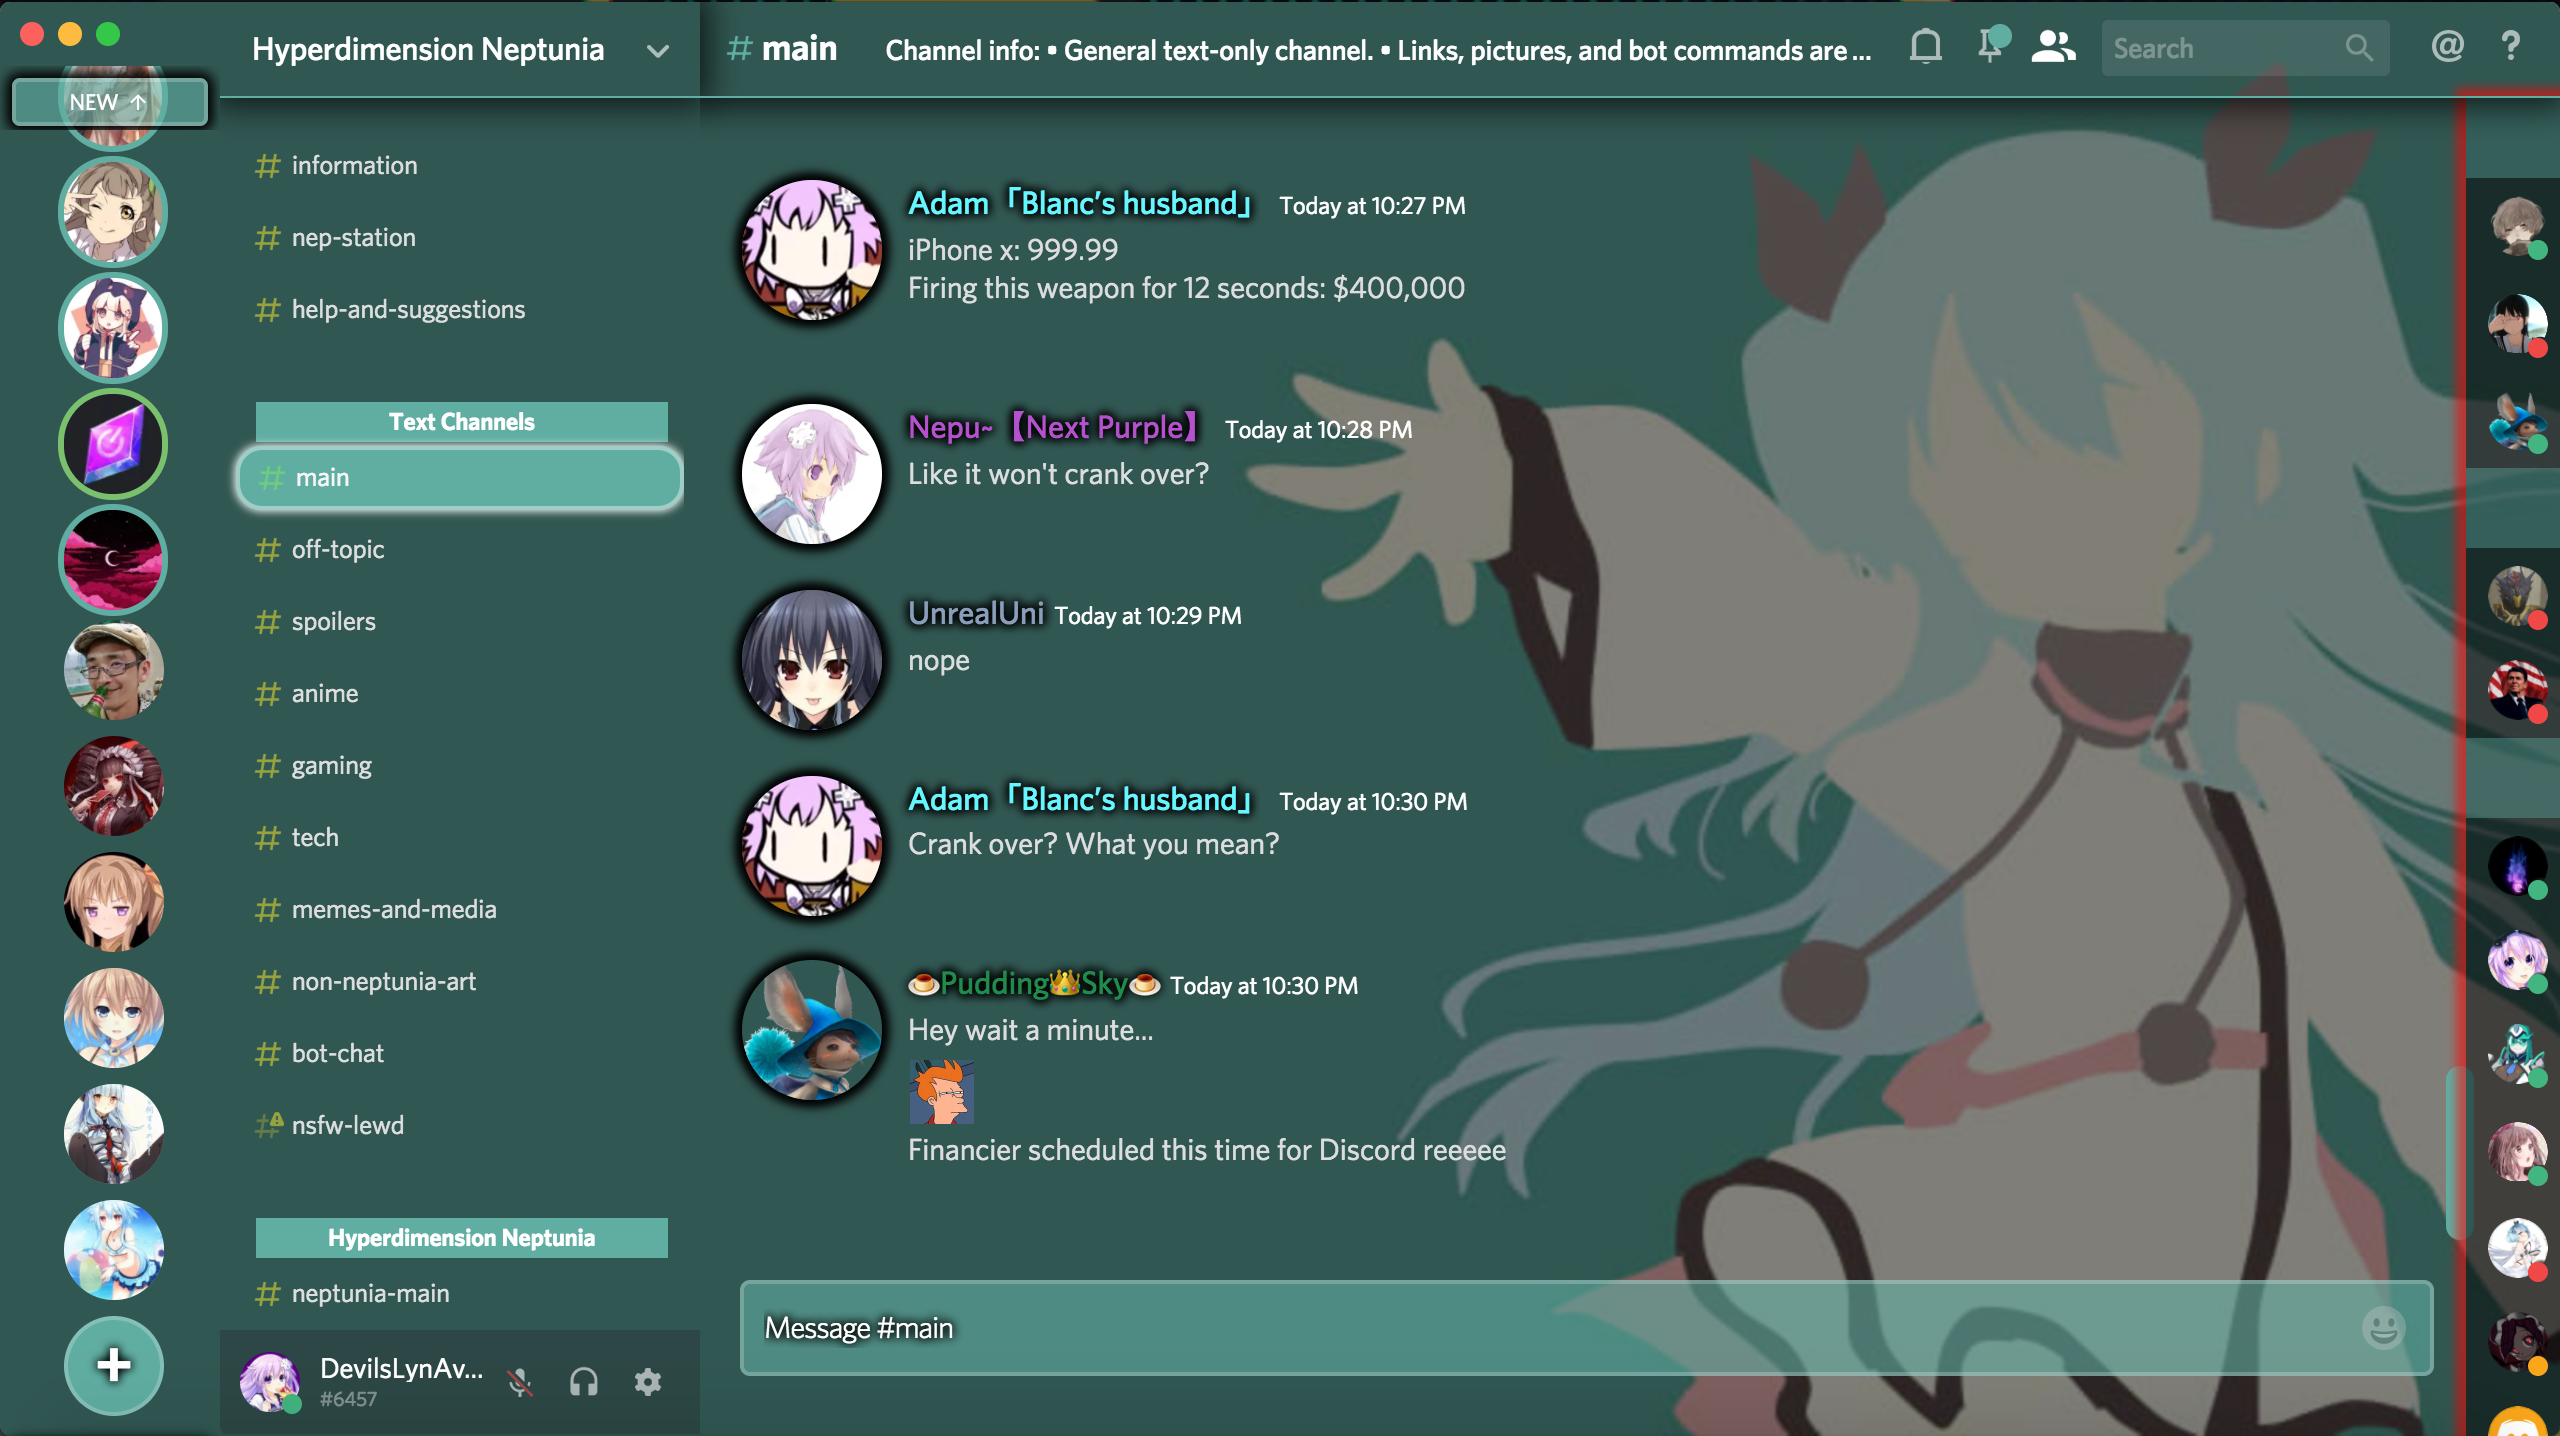 NEW ↑
Hyperdimension Neptunia
# information
# nep-station
# help-and-suggestions
Text Channels
# main
# off-topic
# spoilers
# anime
# gaming
# tech
# memes-and-media
# non-neptunia-art
# bot-chat
# nsfw-lewd
Hyperdimension Neptunia
# neptunia-main
DevilsLynAv...
#6457
# main
Channel info: • General text-only channel. • Links, pictures, and bot commands are ...
Search
@ ?
Adam「Blanc’s husband」 Today at 10:27 PM
iPhone x: 999.99
Firing this weapon for 12 seconds: $400,000
Nepu~【Next Purple】 Today at 10:28 PM
Like it won't crank over?
UnrealUni Today at 10:29 PM
nope
Adam「Blanc’s husband」 Today at 10:30 PM
Crank over? What you mean?
🍮Pudding👑Sky🍮 Today at 10:30 PM
Hey wait a minute...
Financier scheduled this time for Discord reeeee
Message #main